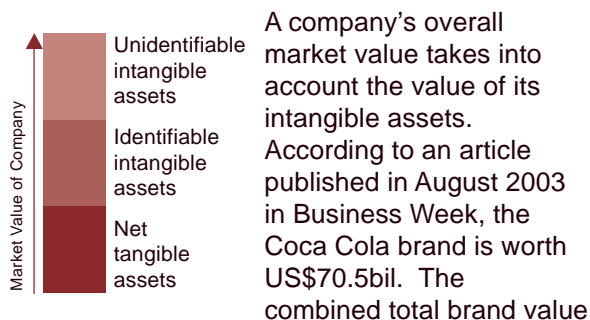 Market Value of Company
Unidentifiable
intangible
assets
Identifiable
intangible
assets
Net
tangible
assets
A company's overall
market value takes into
account the value of its
intangible assets.
According to an article
published in August 2003
in Business Week, the
Coca Cola brand is worth
US$70.5bil.  The
combined total brand value